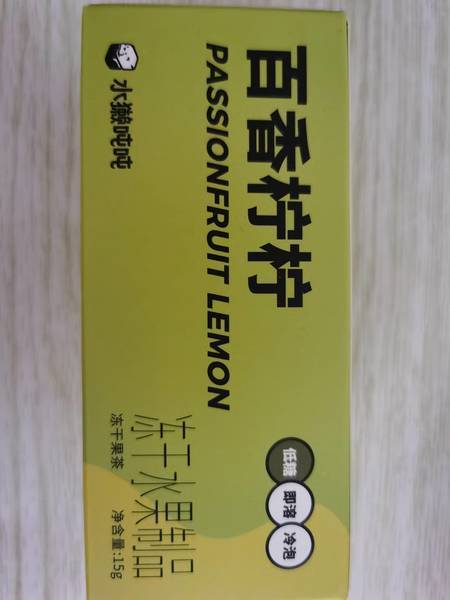 百香柠柠
PASSIONFRUIT LEMON
水獭吨吨
低糖 即溶 冷泡
冻干水果制品
冻干果茶 净含量:15g